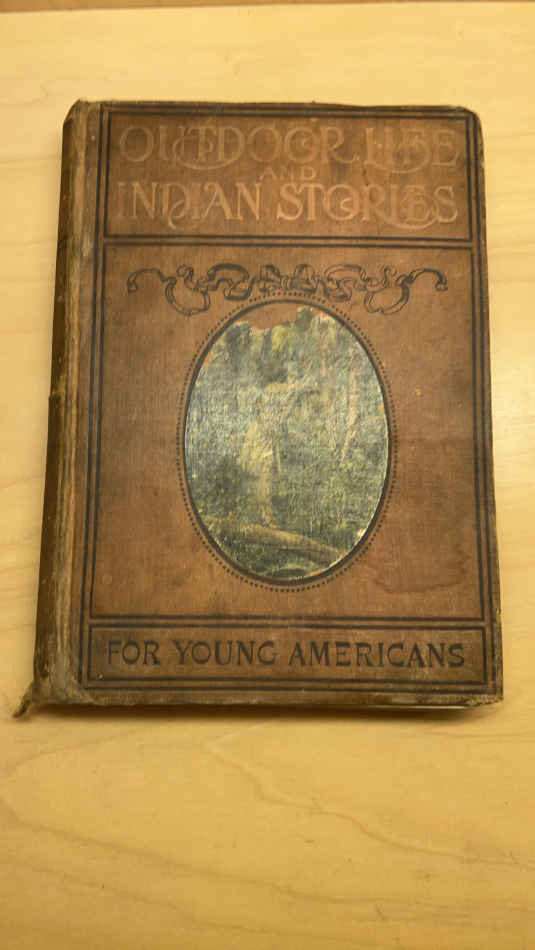 OUTDOOR LIFE
AND
INDIAN STORIES
FOR YOUNG AMERICANS